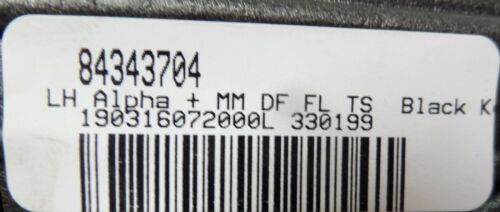 84343704
LH Alpha + MM DF FL TS Black K
190316072000L 330199